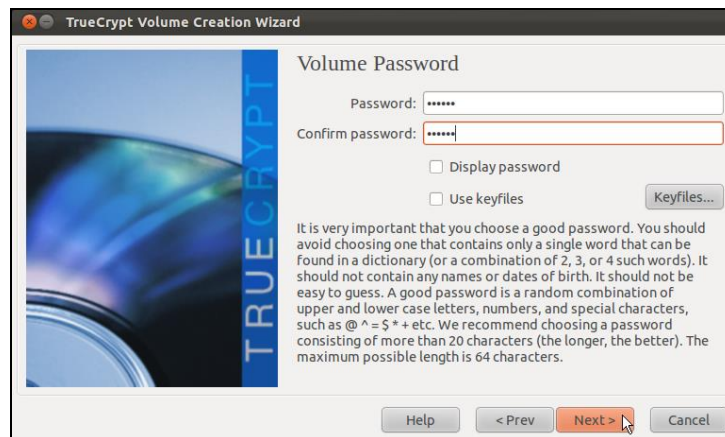 TrueCrypt Volume Creation Wizard
TRUECRYPT
Volume Password
Password: ••••••
Confirm password: ••••••
Display password
Use keyfiles
Keyfiles...
It is very important that you choose a good password. You should
avoid choosing one that contains only a single word that can be
found in a dictionary (or a combination of 2, 3, or 4 such words). It
should not contain any names or dates of birth. It should not be
easy to guess. A good password is a random combination of
upper and lower case letters, numbers, and special characters,
such as @ ^ = $ * + etc. We recommend choosing a password
consisting of more than 20 characters (the longer, the better). The
maximum possible length is 64 characters.
Help < Prev Next > Cancel